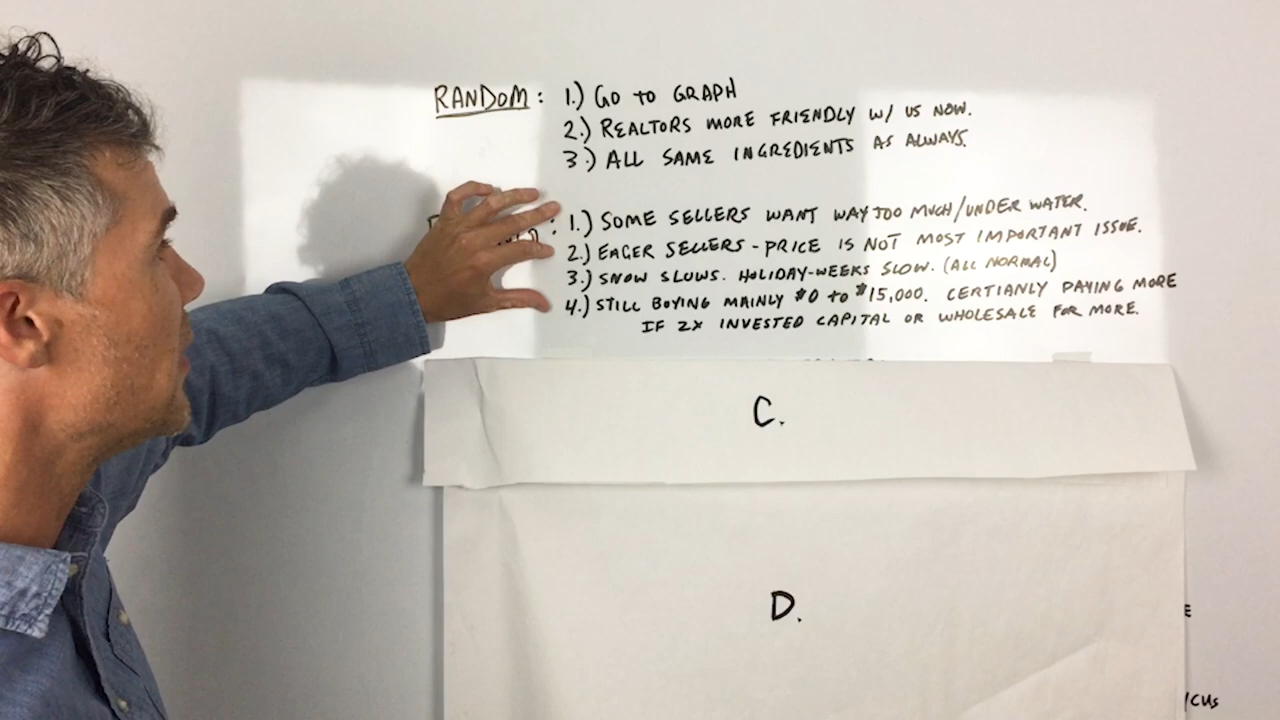 RANDOM: 1.) GO TO GRAPH
2.) REALTORS MORE FRIENDLY W/ US NOW.
3.) ALL SAME INGREDIENTS AS ALWAYS.
: 1.) SOME SELLERS WANT WAY TOO MUCH/UNDER WATER.
2.) EAGER SELLERS - PRICE IS NOT MOST IMPORTANT ISSUE.
3.) SNOW SLOWS. HOLIDAY-WEEKS SLOW. (ALL NORMAL)
4.) STILL BUYING MAINLY $0 TO $15,000. CERTIANLY PAYING MORE
IF 2X INVESTED CAPITAL OR WHOLESALE FOR MORE.
C.
D.